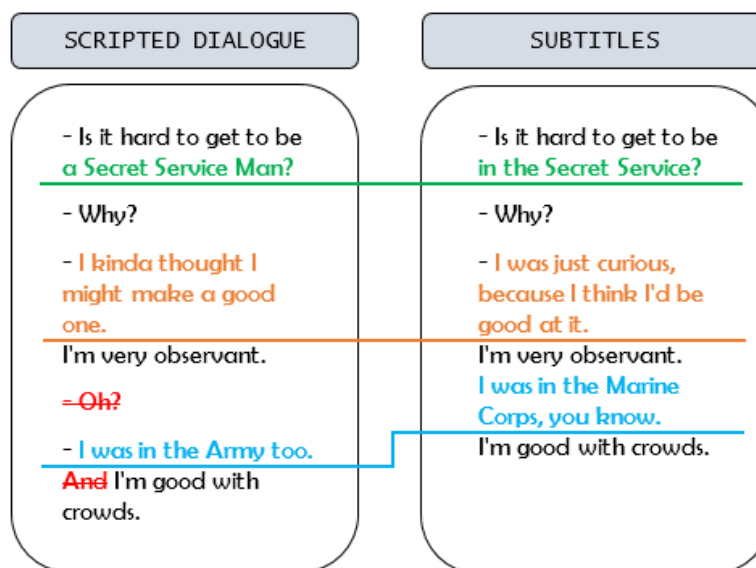 SCRIPTED DIALOGUE
- Is it hard to get to be
a Secret Service Man?
- Why?
- I kinda thought I
might make a good
one.
I'm very observant.
- Oh?
- I was in the Army too.
And I'm good with
crowds.
SUBTITLES
- Is it hard to get to be
in the Secret Service?
- Why?
- I was just curious,
because I think I'd be
good at it.
I'm very observant.
I was in the Marine
Corps, you know.
I'm good with crowds.